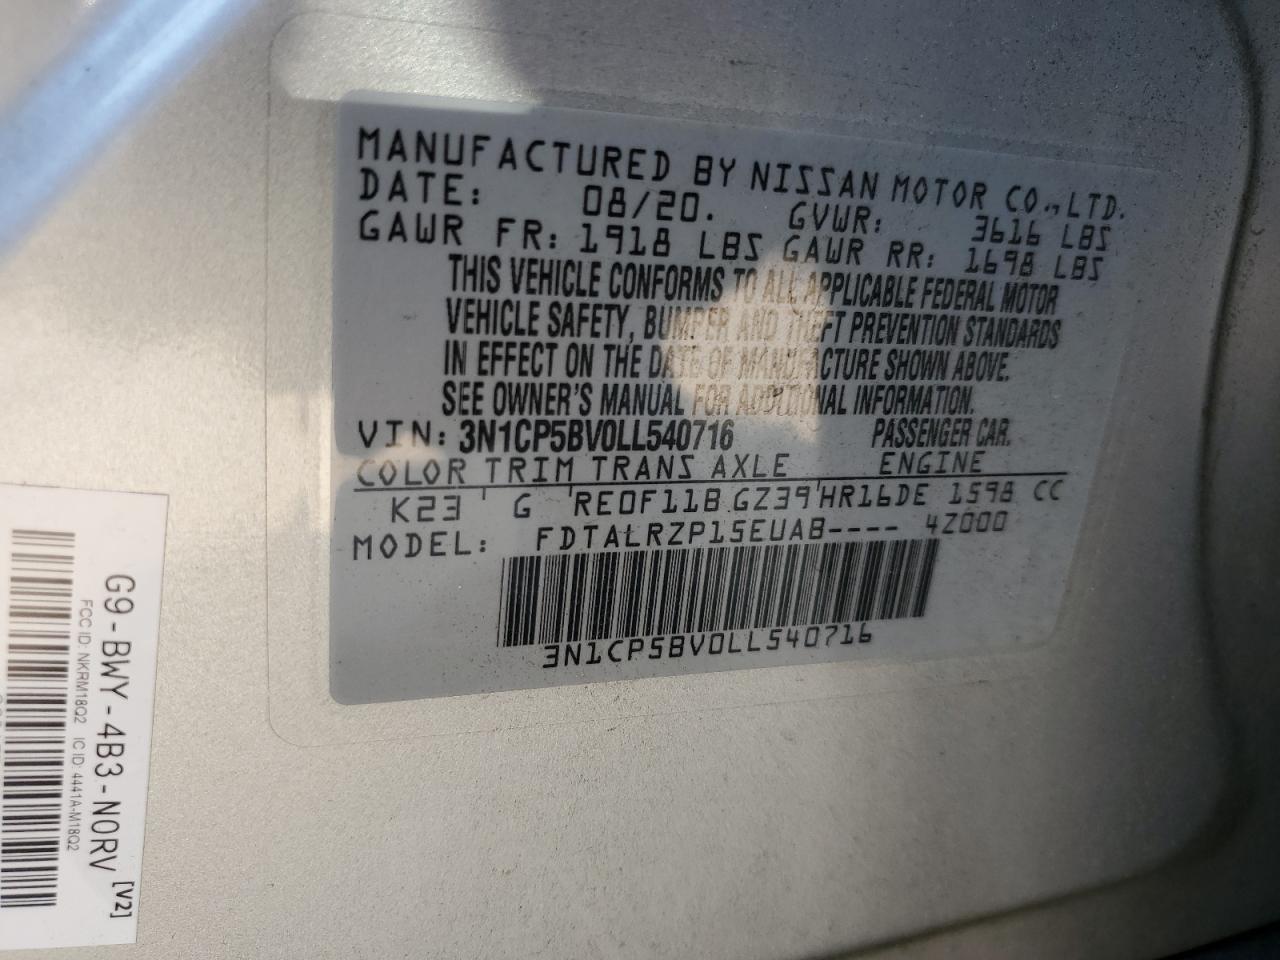 MANUFACTURED BY NISSAN MOTOR CO., LTD.
DATE: 08/20. GVWR: 3616 LBS
GAWR FR: 1918 LBS GAWR RR: 1698 LBS
THIS VEHICLE CONFORMS TO ALL APPLICABLE FEDERAL MOTOR
VEHICLE SAFETY, BUMPER AND THEFT PREVENTION STANDARDS
IN EFFECT ON THE DATE OF MANUFACTURE SHOWN ABOVE.
SEE OWNER'S MANUAL FOR ADDITIONAL INFORMATION.
VIN: 3N1CP5BV0LL540716 PASSENGER CAR.
COLOR TRIM TRANS AXLE ENGINE
K23 G RE0F11B GZ39 HR16DE 1598 CC
MODEL: FDTALRZP15EUAB---- 4Z000
3N1CP5BV0LL540716
G9-BWY-4B3-N0RV [V2]
FCC ID: NKRM18Q2 IC ID: 4441A-M18Q2